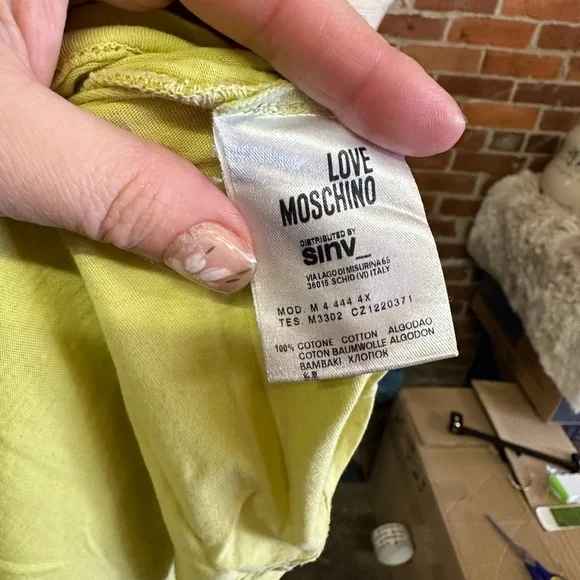 LOVE
MOSCHINO
DISTRIBUTED BY
sinv_
VIA LAGO DI MISURINA 65
36015 SCHIO (VI) ITALY
MOD. M 4 444 4X
TES. M3302 CZ1220371
100% COTONE COTTON ALGODAO
COTON BAUMWOLLE ALGODON
BAMBAKI ХЛОПОК